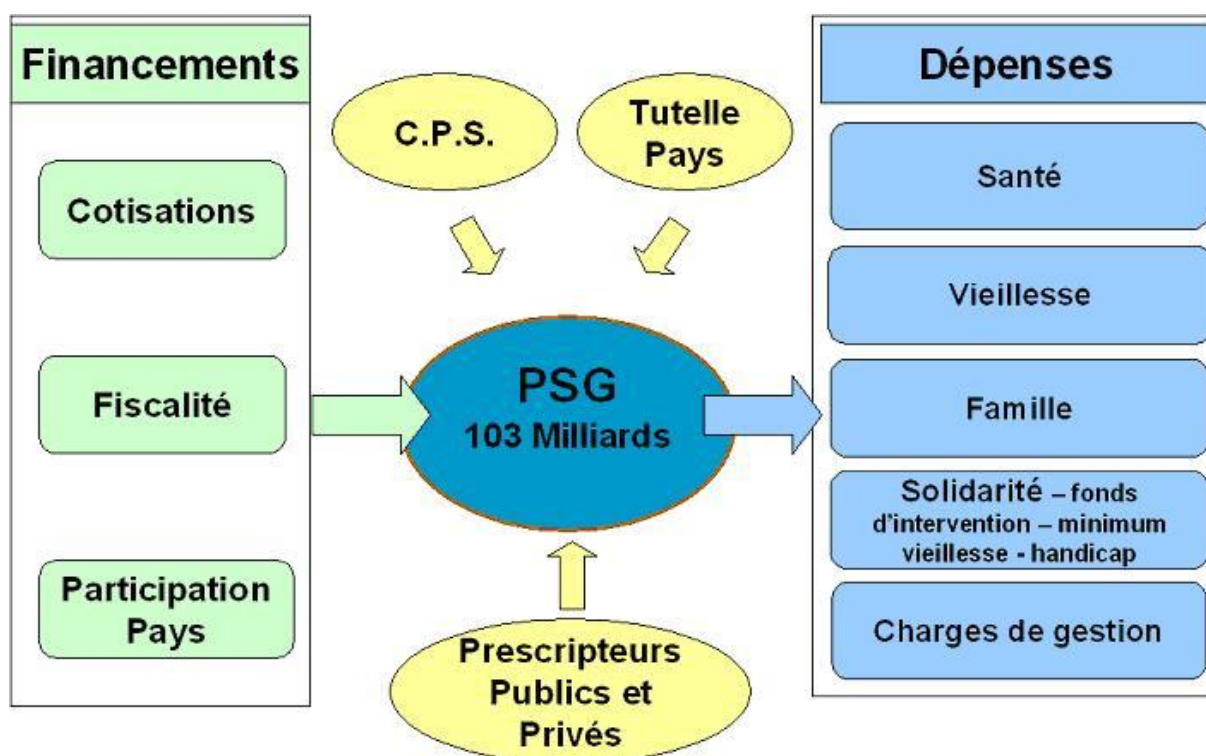 Financements
Cotisations
Fiscalité
Participation
Pays
C.P.S.
Tutelle
Pays
PSG
103 Milliards
Prescripteurs
Publics et
Privés
Dépenses
Santé
Vieillesse
Famille
Solidarité – fonds
d'intervention – minimum
vieillesse - handicap
Charges de gestion